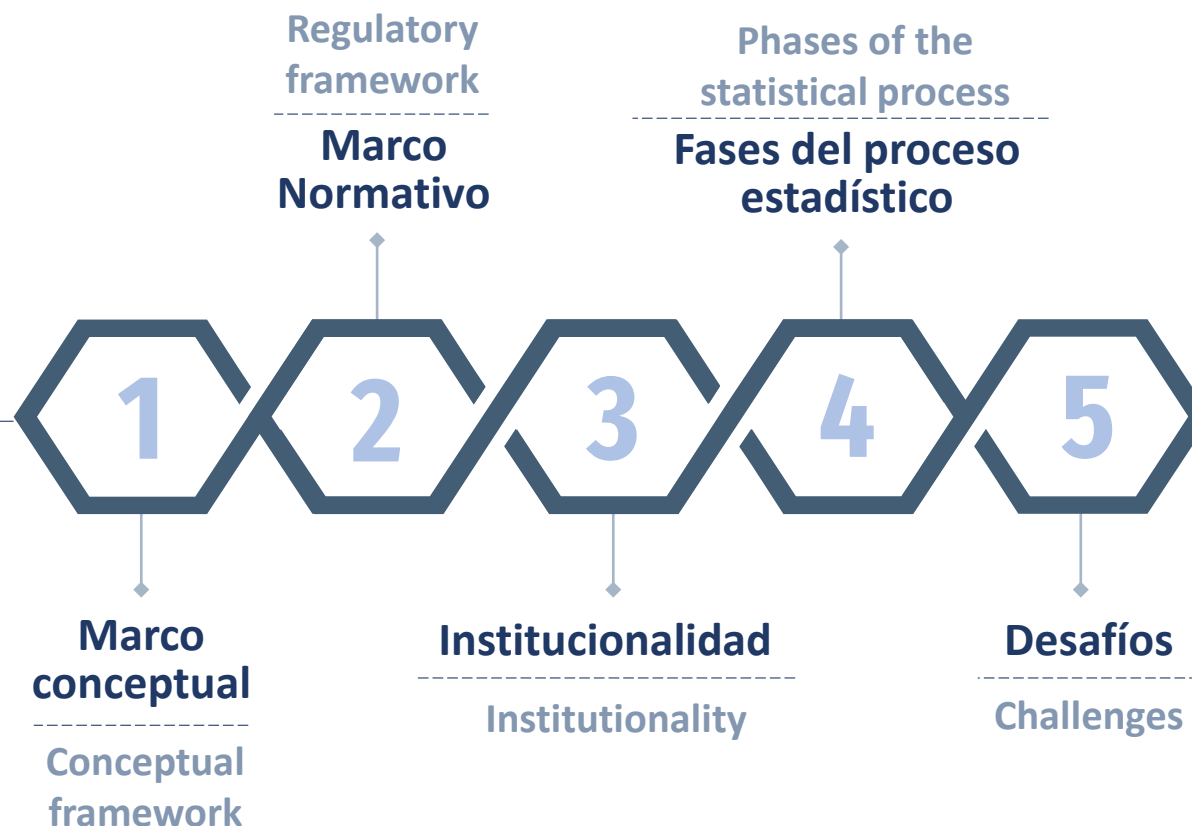 Regulatory
framework
Marco
Normativo
Phases of the
statistical process
Fases del proceso
estadístico
1
2
3
4
5
Marco
conceptual
Conceptual
framework
Institucionalidad
Institutionality
Desafíos
Challenges